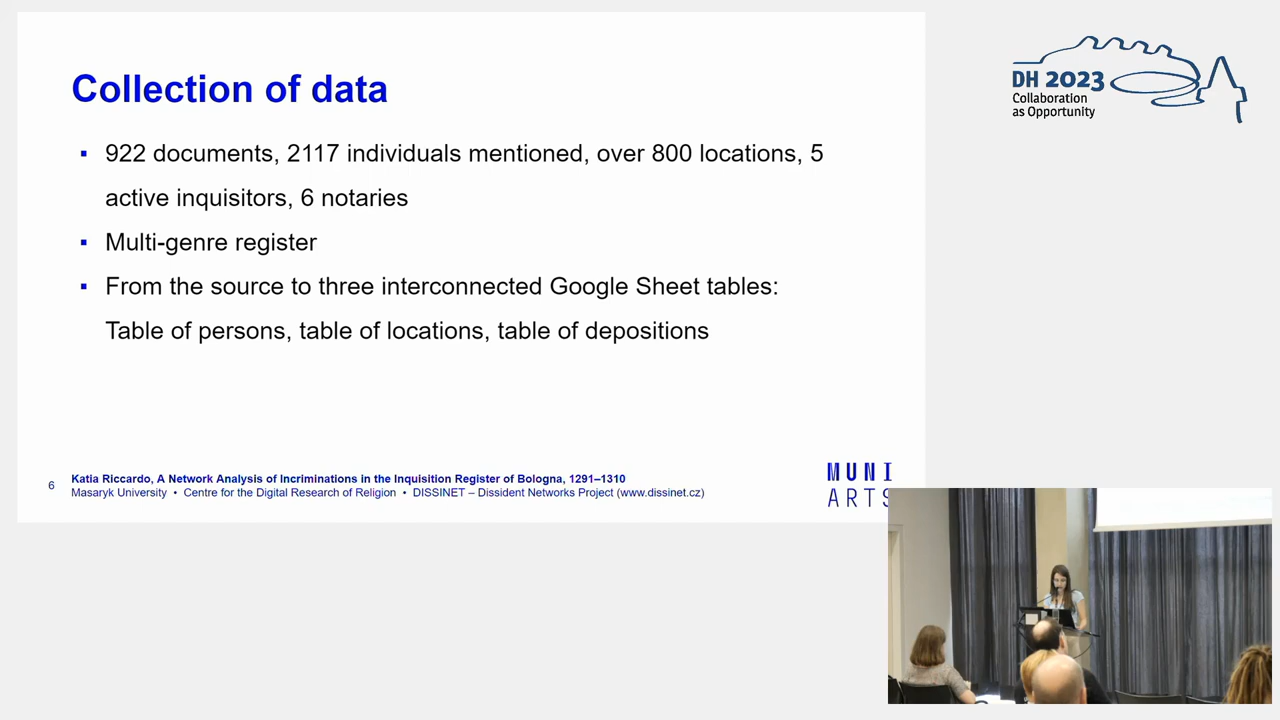 Collection of data
▪ 922 documents, 2117 individuals mentioned, over 800 locations, 5
active inquisitors, 6 notaries
▪ Multi-genre register
▪ From the source to three interconnected Google Sheet tables:
Table of persons, table of locations, table of depositions
6
Katia Riccardo, A Network Analysis of Incriminations in the Inquisition Register of Bologna, 1291–1310
Masaryk University • Centre for the Digital Research of Religion • DISSINET – Dissident Networks Project (www.dissinet.cz)
MUNI
ARTS
DH 2023
Collaboration
as Opportunity